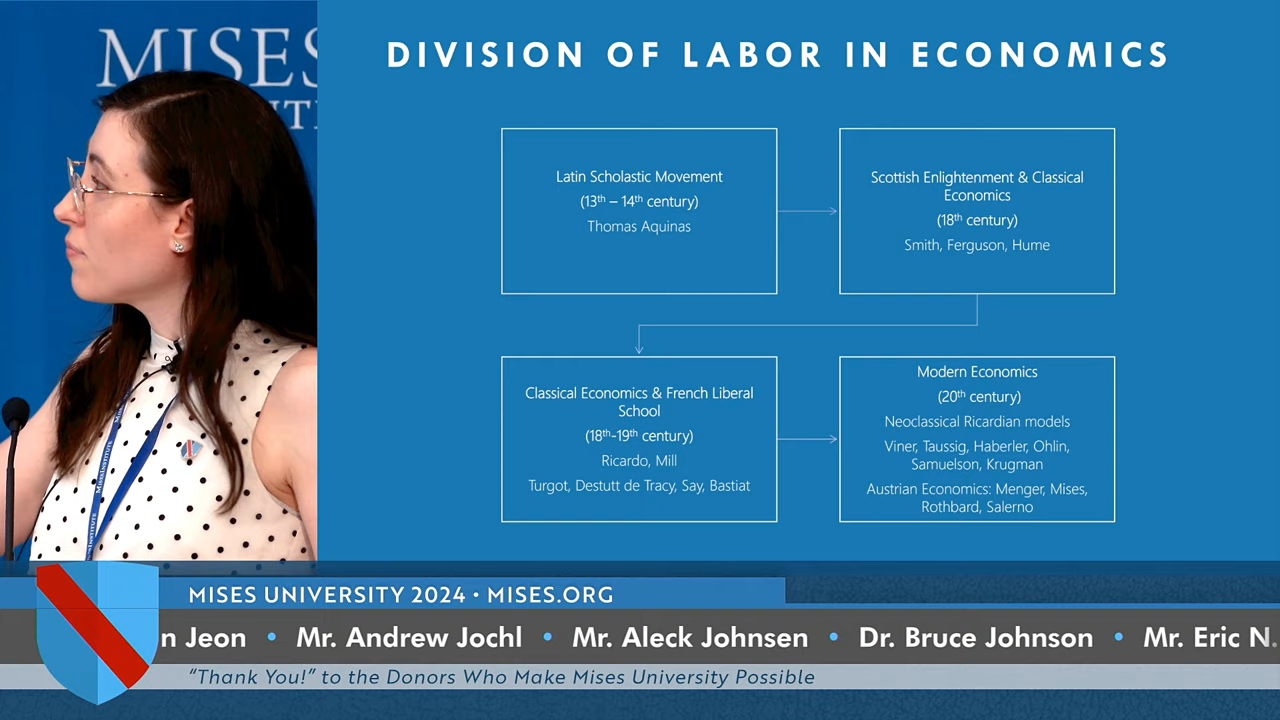 MISES
DIVISION OF LABOR IN ECONOMICS
Latin Scholastic Movement
(13th – 14th century)
Thomas Aquinas
Scottish Enlightenment & Classical
Economics
(18th century)
Smith, Ferguson, Hume
Classical Economics & French Liberal
School
(18th-19th century)
Ricardo, Mill
Turgot, Destutt de Tracy, Say, Bastiat
Modern Economics
(20th century)
Neoclassical Ricardian models
Viner, Taussig, Haberler, Ohlin,
Samuelson, Krugman
Austrian Economics: Menger, Mises,
Rothbard, Salerno
MISES UNIVERSITY 2024 • MISES.ORG
n Jeon • Mr. Andrew Jochl • Mr. Aleck Johnsen • Dr. Bruce Johnson • Mr. Eric N.
“Thank You!” to the Donors Who Make Mises University Possible